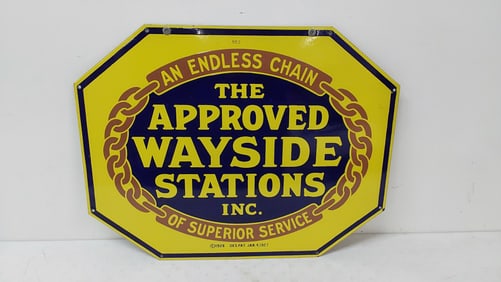 AN ENDLESS CHAIN
THE
APPROVED
WAYSIDE
STATIONS
INC.
OF SUPERIOR SERVICE